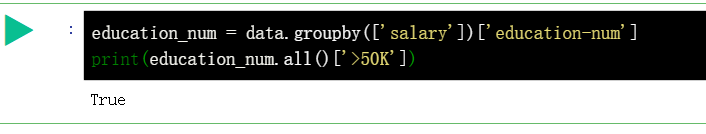 :
education_num = data.groupby(['salary'])['education-num']
print(education_num.all()['>50K'])
True